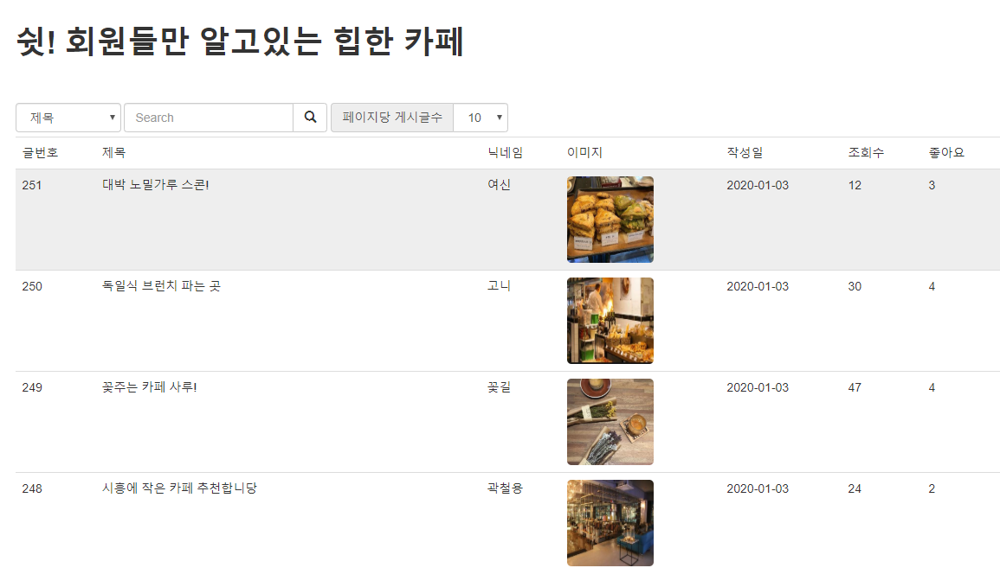 쉿! 회원들만 알고있는 힙한 카페
제목 Search 페이지당 게시글수 10
글번호 제목 닉네임 이미지 작성일 조회수 좋아요
251 대박 노밀가루 스콘! 여신 2020-01-03 12 3
250 독일식 브런치 파는 곳 고니 2020-01-03 30 4
249 꽃주는 카페 사루! 꽃길 2020-01-03 47 4
248 시흥에 작은 카페 추천합니당 곽철용 2020-01-03 24 2